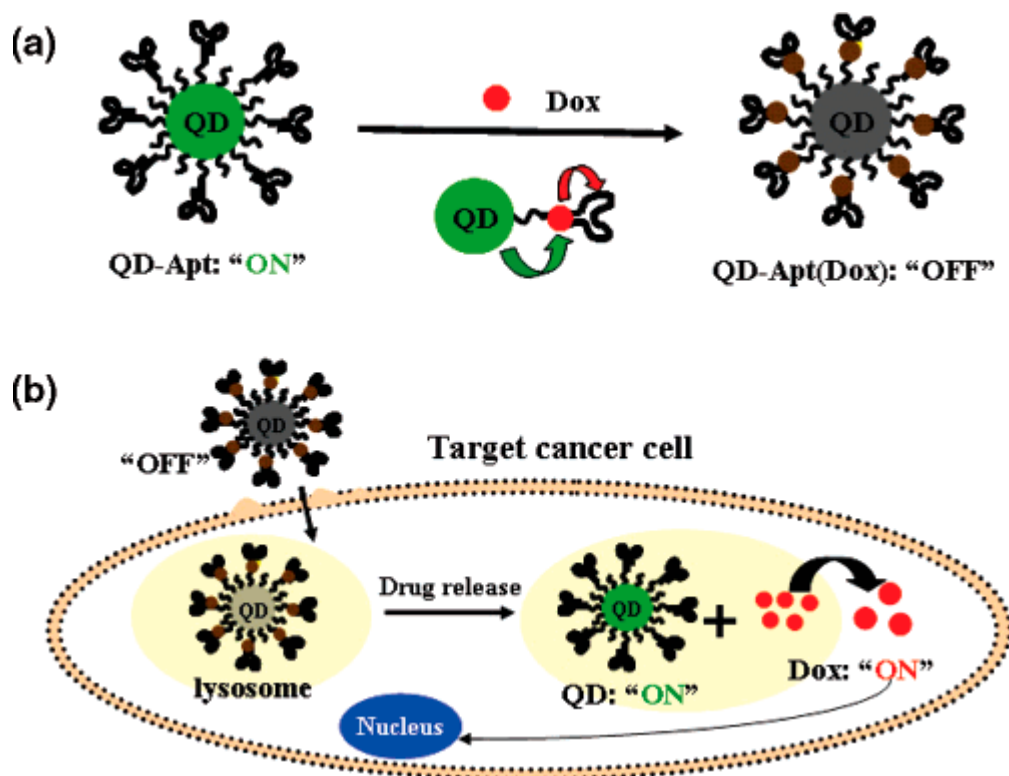 (a)
QD
Dox
QD
QD
QD-Apt: “ON”
QD-Apt(Dox): “OFF”
(b)
QD
“OFF”
Target cancer cell
QD
Drug release
QD
+
lysosome
QD: “ON”
Dox: “ON”
Nucleus